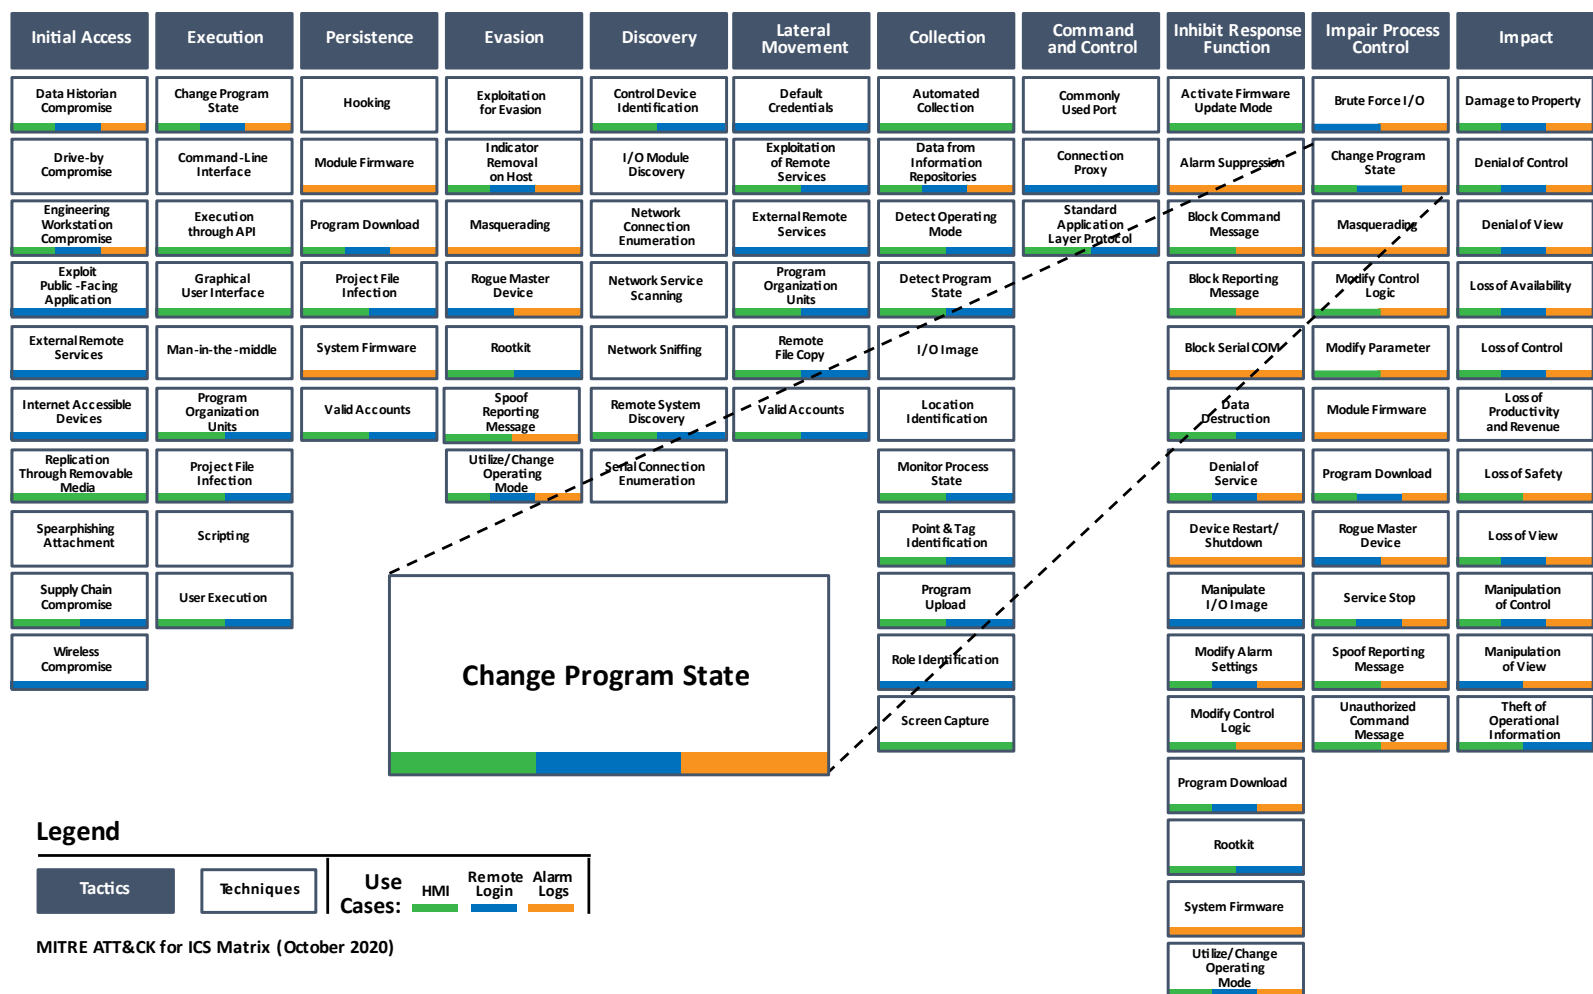 Initial Access
Execution
Persistence
Evasion
Discovery
Lateral
Movement
Collection
Command
and Control
Inhibit Response
Function
Impair Process
Control
Impact
Data Historian
Compromise
Drive-by
Compromise
Engineering
Workstation
Compromise
Exploit
Public -Facing
Application
External Remote
Services
Internet Accessible
Devices
Replication
Through Removable
Media
Spearphishing
Attachment
Supply Chain
Compromise
Wireless
Compromise
Change Program
State
Command -Line
Interface
Execution
through API
Graphical
User Interface
Man-in-the -middle
Program
Organization
Units
Project File
Infection
Scripting
User Execution
Hooking
Module Firmware
Program Download
Project File
Infection
System Firmware
Valid Accounts
Exploitation
for Evasion
Indicator
Removal
on Host
Masquerading
Rogue Master
Device
Rootkit
Spoof
Reporting
Message
Utilize/Change
Operating
Mode
Control Device
Identification
I/O Module
Discovery
Network
Connection
Enumeration
Network Service
Scanning
Network Sniffing
Remote System
Discovery
Serial Connection
Enumeration
Default
Credentials
Exploitation
of Remote
Services
External Remote
Services
Program
Organization
Units
Remote
File Copy
Valid Accounts
Automated
Collection
Data from
Information
Repositories
Detect Operating
Mode
Detect Program
State
I/O Image
Location
Identification
Monitor Process
State
Point & Tag
Identification
Program
Upload
Role Identification
Screen Capture
Commonly
Used Port
Connection
Proxy
Standard
Application
Layer Protocol
Activate Firmware
Update Mode
Alarm Suppression
Block Command
Message
Block Reporting
Message
Block Serial COM
Data
Destruction
Denial of
Service
Device Restart/
Shutdown
Manipulate
I/O Image
Modify Alarm
Settings
Modify Control
Logic
Program Download
Rootkit
System Firmware
Utilize/Change
Operating
Mode
Brute Force I/O
Change Program
State
Masquerading
Modify Control
Logic
Modify Parameter
Module Firmware
Program Download
Rogue Master
Device
Service Stop
Spoof Reporting
Message
Unauthorized
Command
Message
Damage to Property
Denial of Control
Denial of View
Loss of Availability
Loss of Control
Loss of
Productivity
and Revenue
Loss of Safety
Loss of View
Manipulation
of Control
Manipulation
of View
Theft of
Operational
Information
Change Program State
Legend
Tactics
Techniques
Use
Cases:
HMI
Remote
Login
Alarm
Logs
MITRE ATT&CK for ICS Matrix (October 2020)